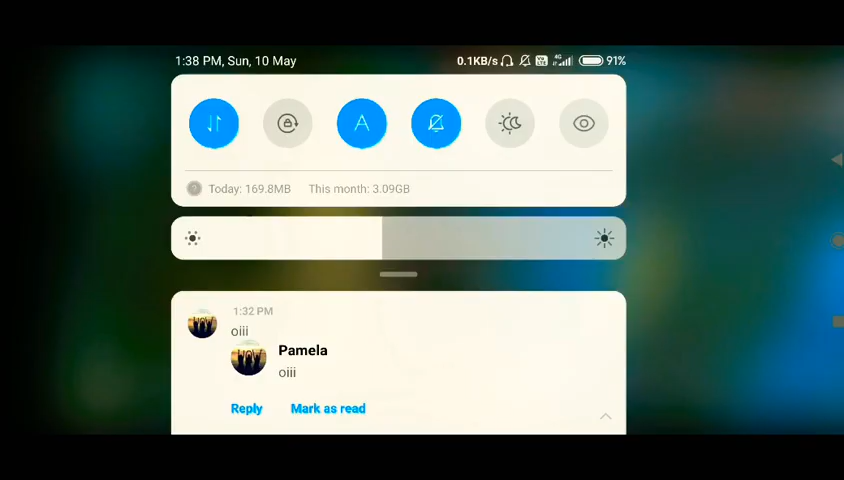 1:38 PM, Sun, 10 May 0.1KB/s 4G 91%
A
Today: 169.8MB This month: 3.09GB
1:32 PM
oiii
Pamela
oiii
Reply Mark as read